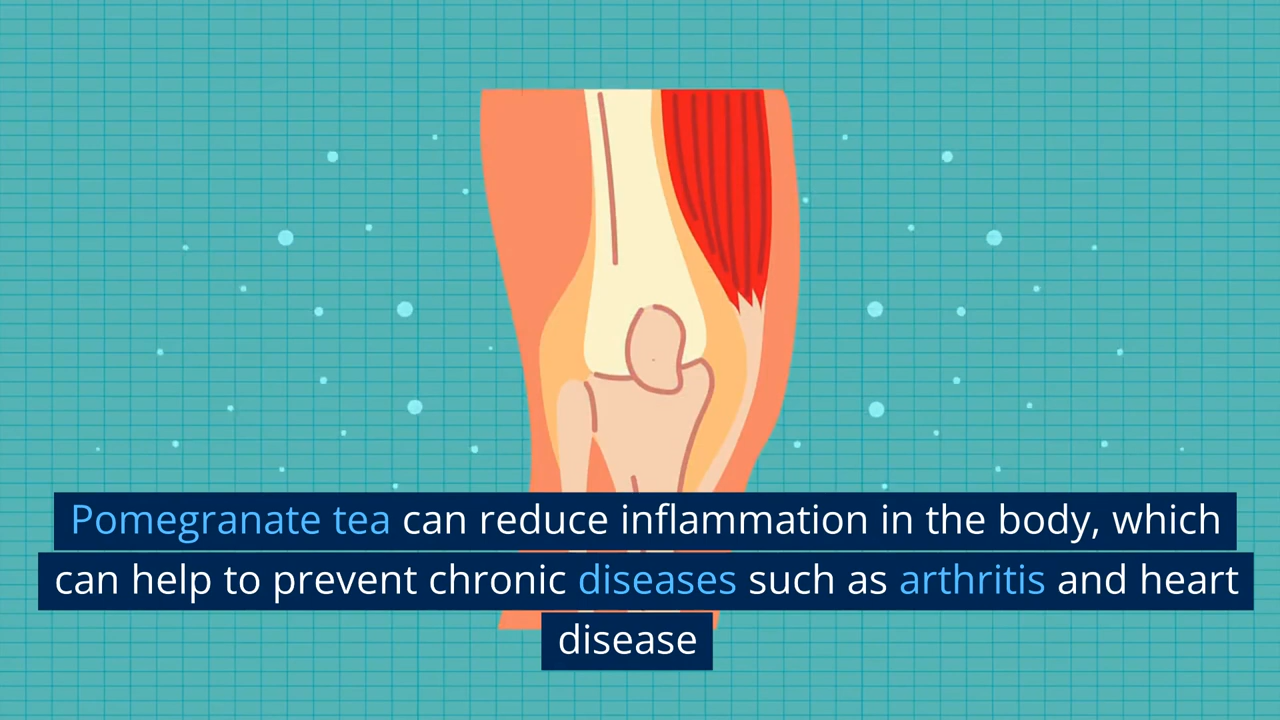 Pomegranate tea can reduce inflammation in the body, which
can help to prevent chronic diseases such as arthritis and heart
disease